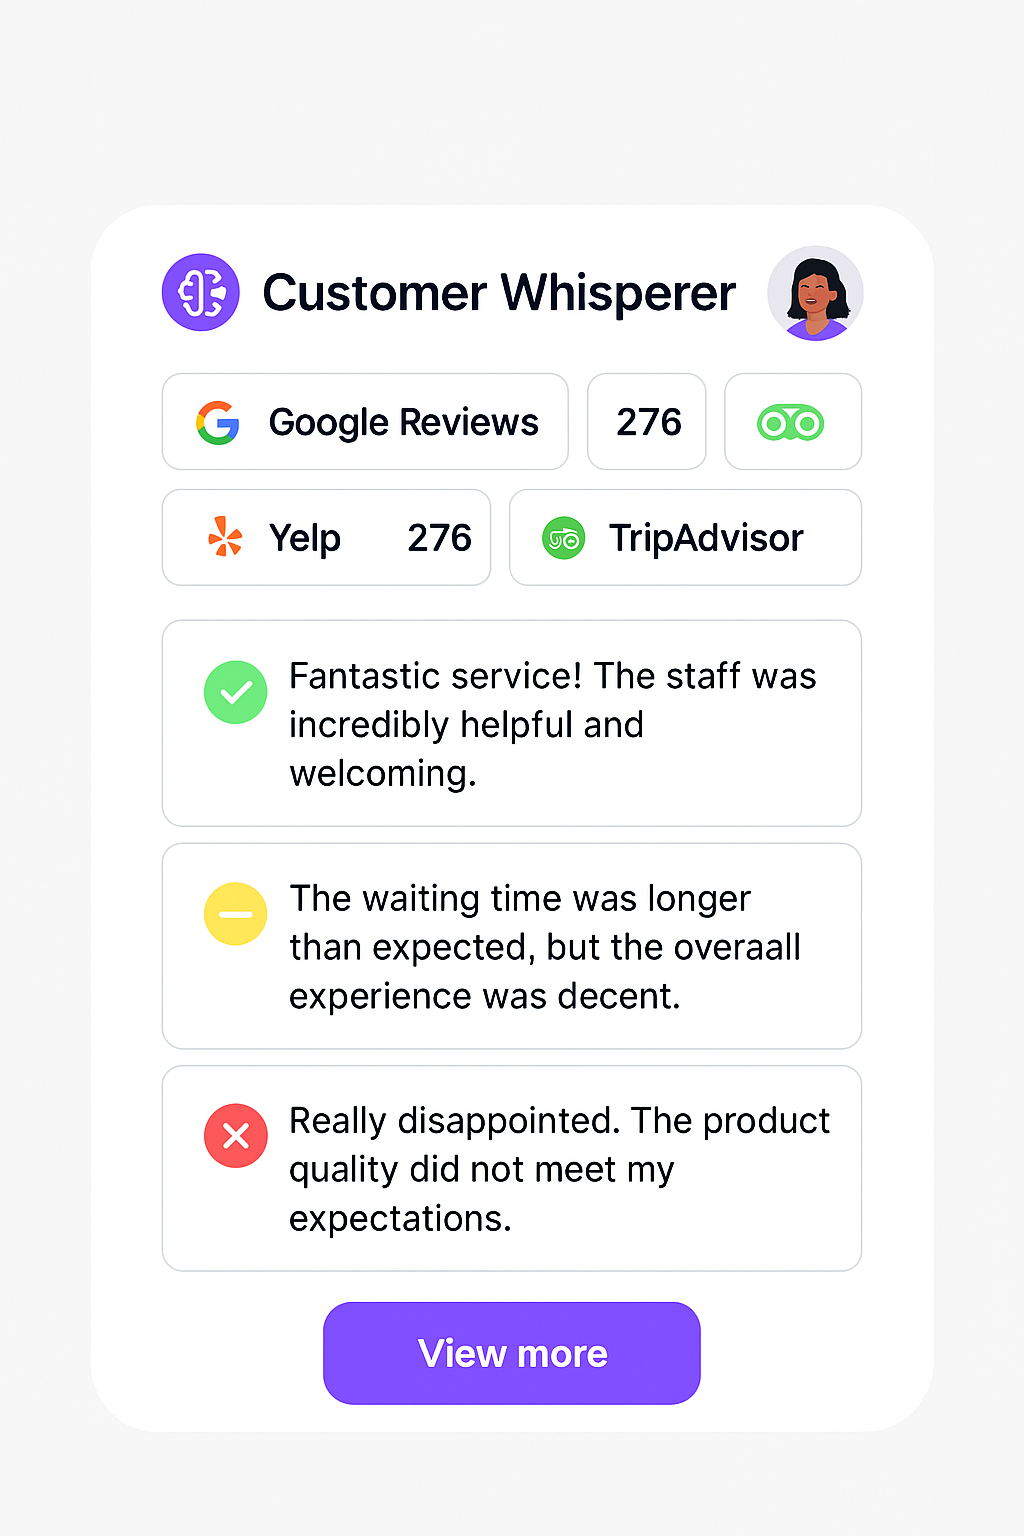 Customer Whisperer
Google Reviews 276
Yelp 276 TripAdvisor
Fantastic service! The staff was
incredibly helpful and
welcoming.
The waiting time was longer
than expected, but the overaall
experience was decent.
Really disappointed. The product
quality did not meet my
expectations.
View more